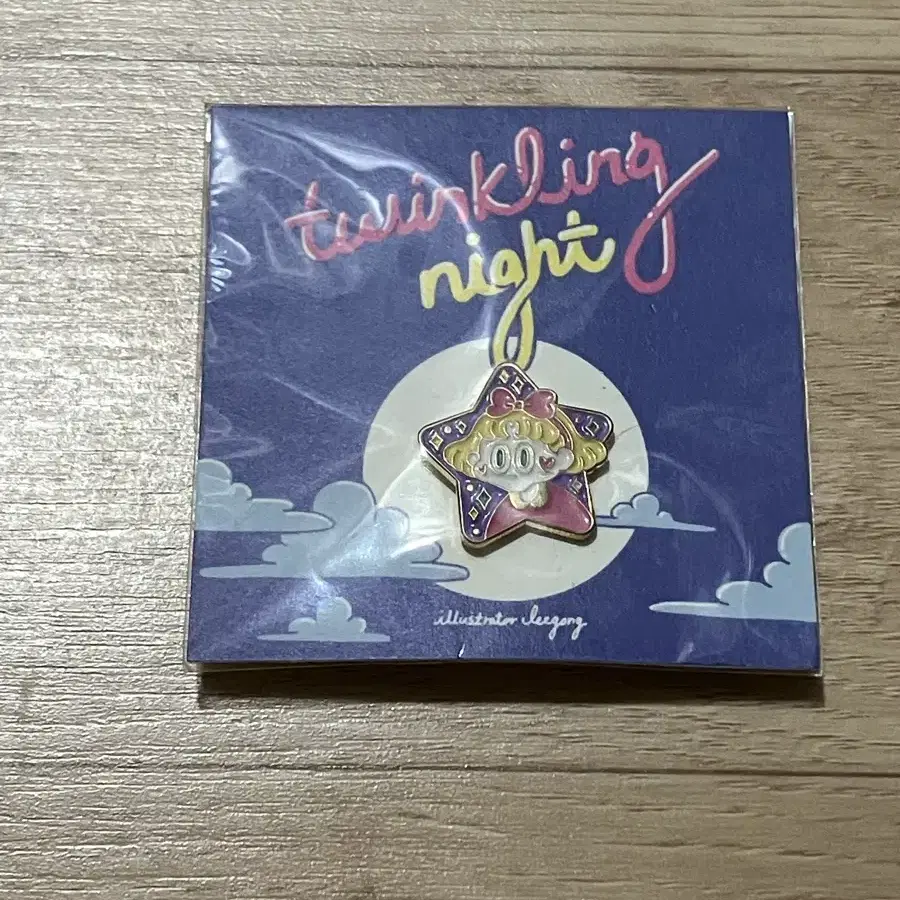 twinkling
night
illustrator leegong